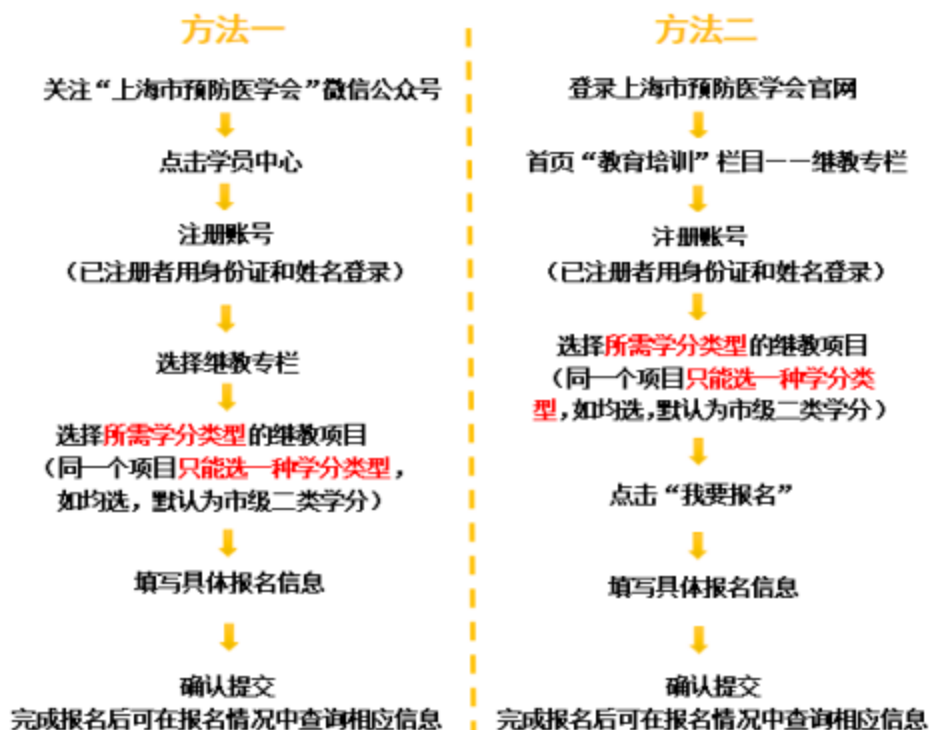 方法一
关注“上海市预防医学会”微信公众号
点击学员中心
注册账号
（已注册者用身份证和姓名登录）
选择继教专栏
选择所需学分类型的继教项目
（同一个项目只能选一种学分类型，
如均选，默认为市级二类学分）
填写具体报名信息
确认提交
完成报名后可在报名情况中查询相应信息
方法二
登录上海市预防医学会官网
首页“教育培训”栏目——继教专栏
注册账号
（已注册者用身份证和姓名登录）
选择所需学分类型的继教项目
（同一个项目只能选一种学分类
型，如均选，默认为市级二类学分）
点击“我要报名”
填写具体报名信息
确认提交
完成报名后可在报名情况中查询相应信息